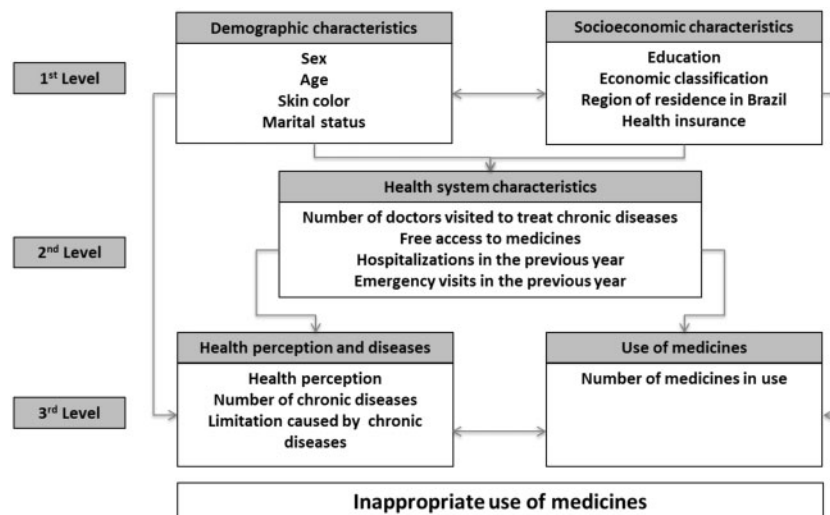 Demographic characteristics
Socioeconomic characteristics
1st Level
Sex
Age
Skin color
Marital status
Education
Economic classification
Region of residence in Brazil
Health insurance
Health system characteristics
2nd Level
Number of doctors visited to treat chronic diseases
Free access to medicines
Hospitalizations in the previous year
Emergency visits in the previous year
Health perception and diseases
Use of medicines
3rd Level
Health perception
Number of chronic diseases
Limitation caused by chronic
diseases
Number of medicines in use
Inappropriate use of medicines